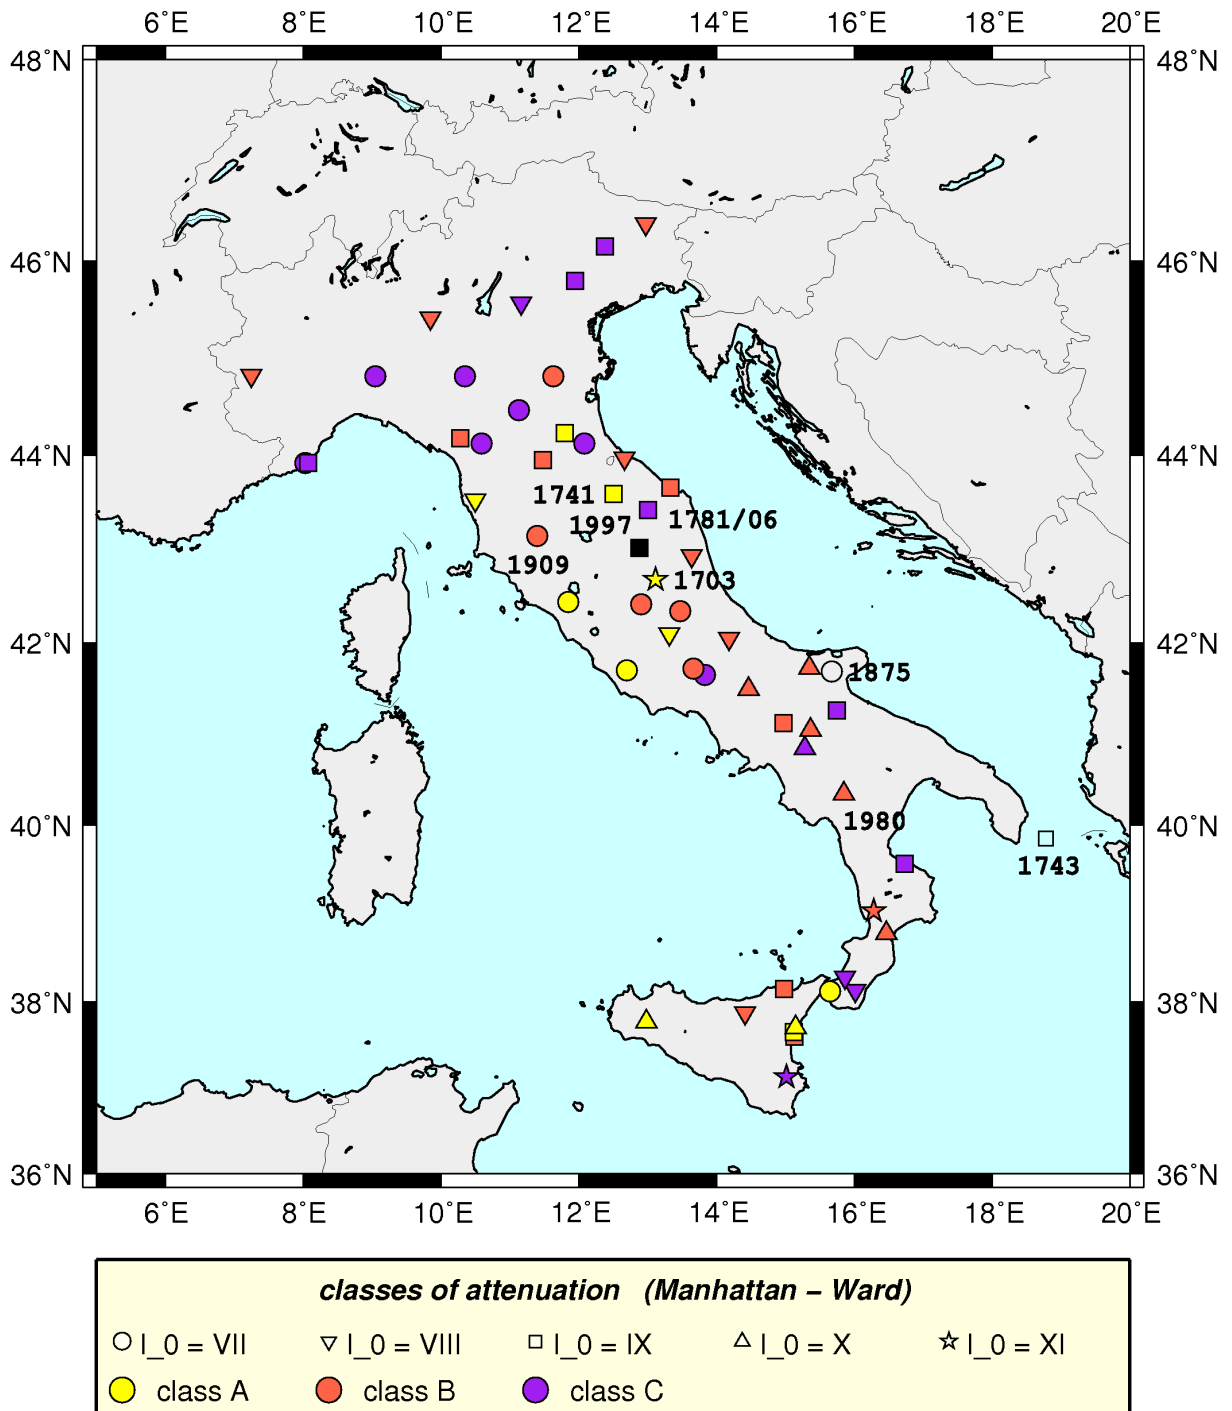 6˚E 8˚E 10˚E 12˚E 14˚E 16˚E 18˚E 20˚E
48˚N 48˚N
46˚N 46˚N
44˚N 44˚N
1741
1997 1781/06
1909
1703
42˚N 42˚N
1875
40˚N 1980 40˚N
1743
38˚N 38˚N
36˚N 36˚N
6˚E 8˚E 10˚E 12˚E 14˚E 16˚E 18˚E 20˚E
classes of attenuation (Manhattan − Ward)
I_0 = VII I_0 = VIII I_0 = IX I_0 = X I_0 = XI
class A class B class C